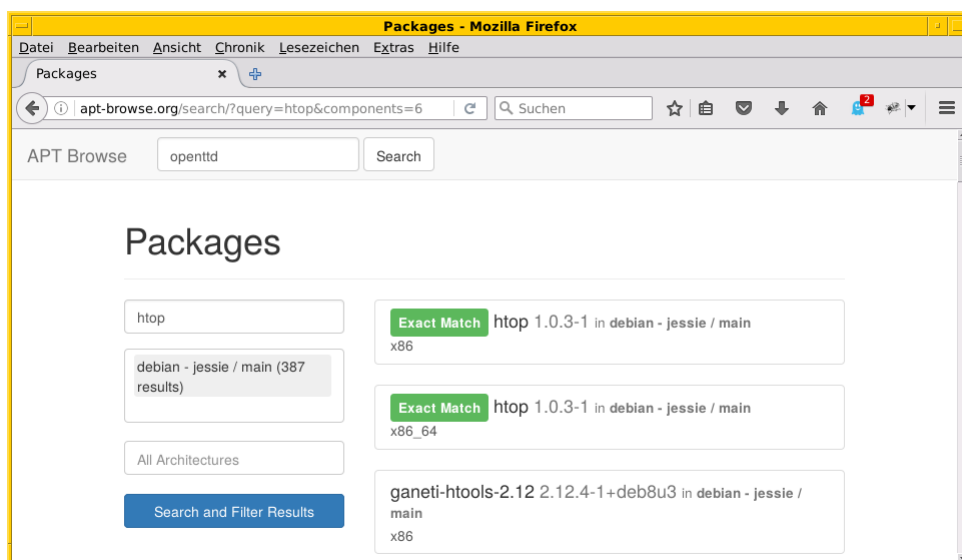 Packages - Mozilla Firefox
Datei Bearbeiten Ansicht Chronik Lesezeichen Extras Hilfe
Packages
apt-browse.org/search/?query=htop&components=6
Suchen
2
APT Browse
openttd
Search
Packages
htop
debian - jessie / main (387
results)
All Architectures
Search and Filter Results
Exact Match htop 1.0.3-1 in debian - jessie / main
x86
Exact Match htop 1.0.3-1 in debian - jessie / main
x86_64
ganeti-htools-2.12 2.12.4-1+deb8u3 in debian - jessie /
main
x86